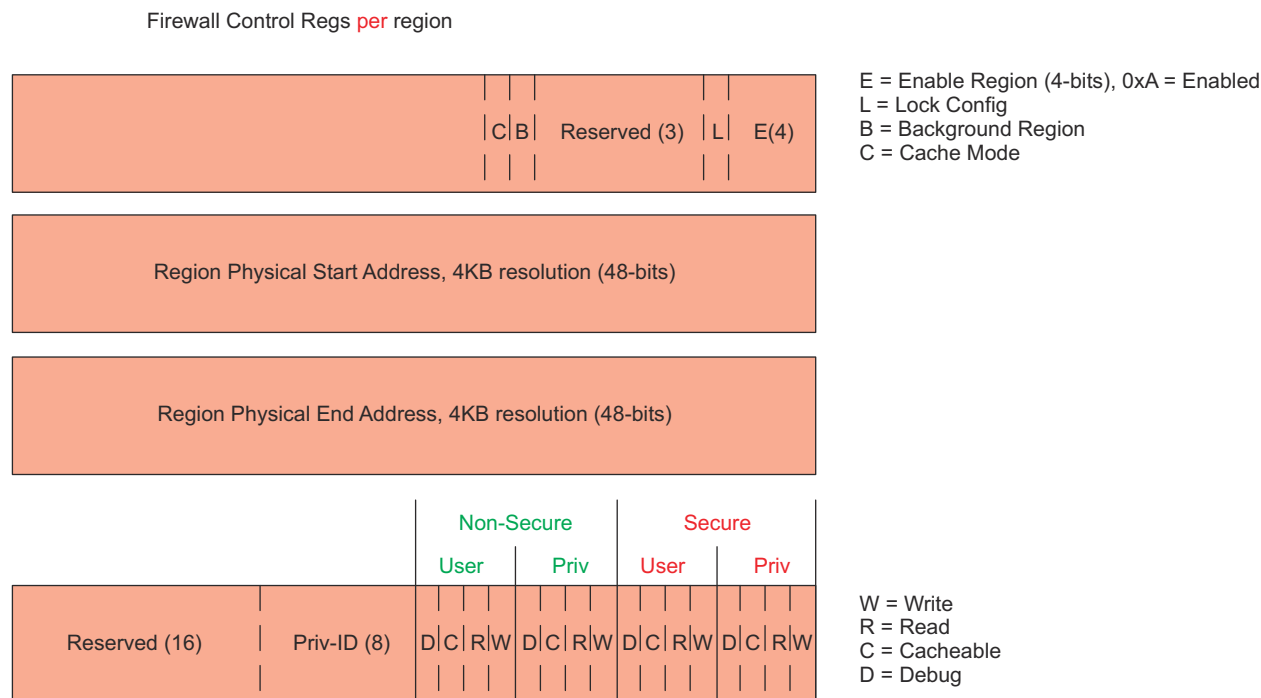 Firewall Control Regs per region
C B Reserved (3) L E(4)
E = Enable Region (4-bits), 0xA = Enabled
L = Lock Config
B = Background Region
C = Cache Mode
Region Physical Start Address, 4KB resolution (48-bits)
Region Physical End Address, 4KB resolution (48-bits)
Non-Secure Secure
User Priv User Priv
Reserved (16) Priv-ID (8) D C R W D C R W D C R W D C R W
W = Write
R = Read
C = Cacheable
D = Debug